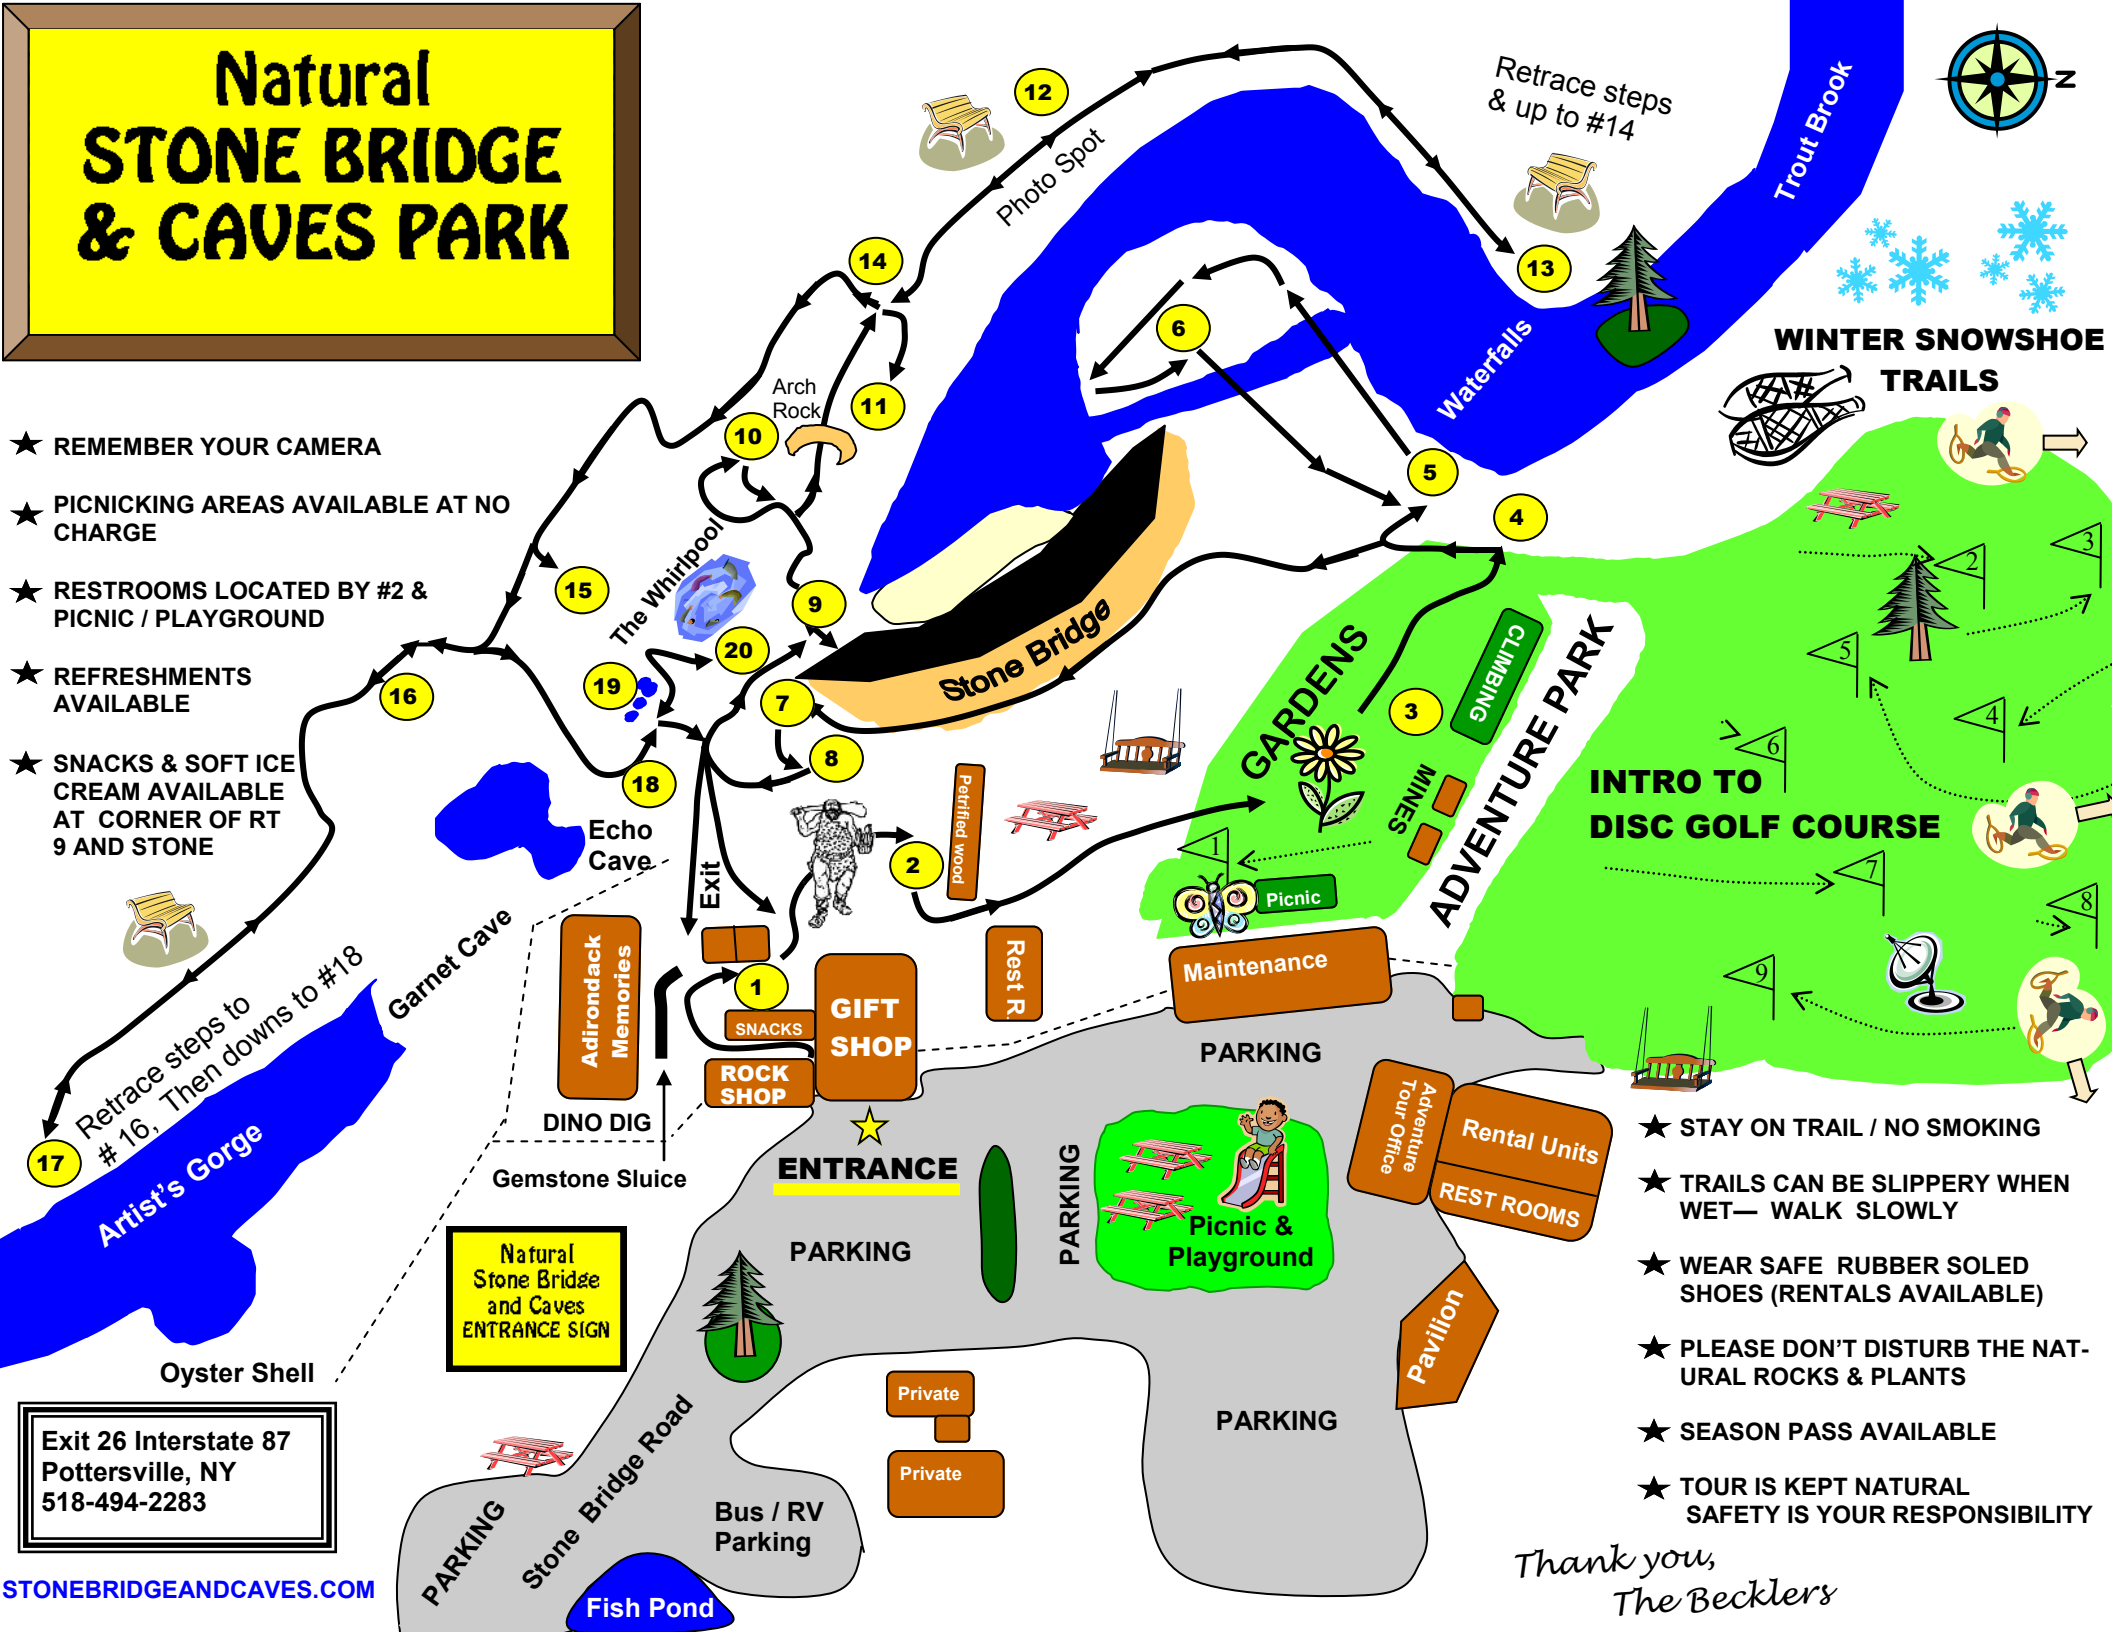 Natural
STONE BRIDGE
& CAVES PARK
REMEMBER YOUR CAMERA
PICNICKING AREAS AVAILABLE AT NO
CHARGE
RESTROOMS LOCATED BY #2 &
PICNIC / PLAYGROUND
REFRESHMENTS
AVAILABLE
SNACKS & SOFT ICE
CREAM AVAILABLE
AT CORNER OF RT
9 AND STONE
12
Photo Spot
Retrace steps
& up to #14
Trout Brook
N
14
13
6
Waterfalls
WINTER SNOWSHOE
TRAILS
Arch
Rock
11
10
5
4
15
The Whirlpool
9
20
19
7
8
18
16
Stone Bridge
GARDENS
3
CLIMBING
MINES
ADVENTURE PARK
INTRO TO
DISC GOLF COURSE
1
2
3
4
5
6
7
8
9
Echo
Cave
Exit
2
Petrified wood
Picnic
Garnet Cave
Adirondack
Memories
1
SNACKS
GIFT
SHOP
ROCK
SHOP
Rest R.
Maintenance
PARKING
DINO DIG
Gemstone Sluice
ENTRANCE
PARKING
PARKING
Picnic &
Playground
Adventure
Tour Office
Rental Units
REST ROOMS
Pavilion
PARKING
17
Retrace steps to
# 16, Then downs to #18
Artist's Gorge
Oyster Shell
Natural
Stone Bridge
and Caves
ENTRANCE SIGN
Private
Private
Stone Bridge Road
PARKING
Bus / RV
Parking
Fish Pond
Exit 26 Interstate 87
Pottersville, NY
518-494-2283
STONEBRIDGEANDCAVES.COM
STAY ON TRAIL / NO SMOKING
TRAILS CAN BE SLIPPERY WHEN
WET— WALK SLOWLY
WEAR SAFE RUBBER SOLED
SHOES (RENTALS AVAILABLE)
PLEASE DON'T DISTURB THE NAT-
URAL ROCKS & PLANTS
SEASON PASS AVAILABLE
TOUR IS KEPT NATURAL
SAFETY IS YOUR RESPONSIBILITY
Thank you,
The Becklers